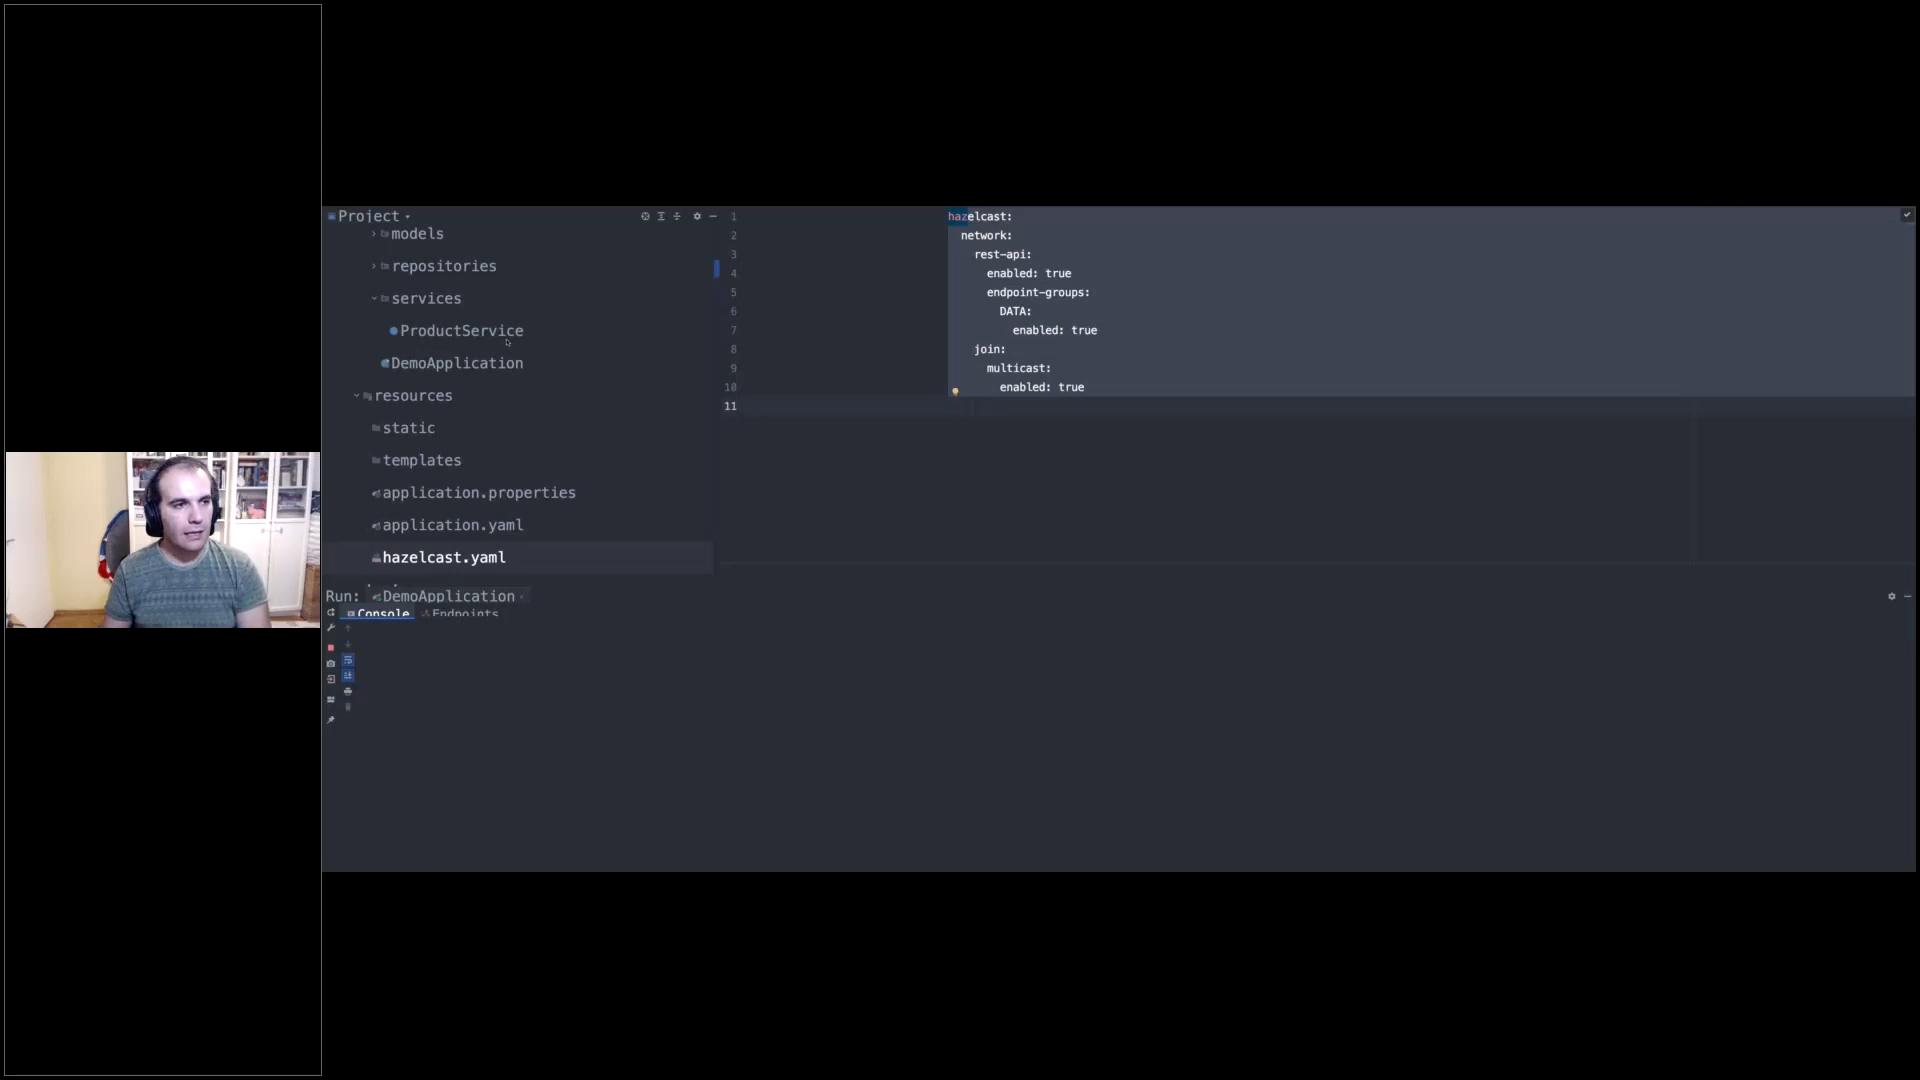 Project
models
repositories
services
ProductService
DemoApplication
resources
static
templates
application.properties
application.yaml
hazelcast.yaml
1 hazelcast:
2 network:
3 rest-api:
4 enabled: true
5 endpoint-groups:
6 DATA:
7 enabled: true
8 join:
9 multicast:
10 enabled: true
11
Run: DemoApplication
Console Endpoints